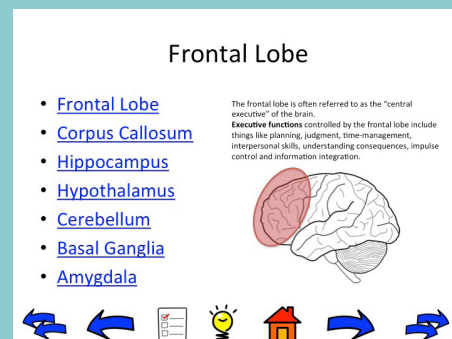 Frontal Lobe
• Frontal Lobe
• Corpus Callosum
• Hippocampus
• Hypothalamus
• Cerebellum
• Basal Ganglia
• Amygdala
The frontal lobe is often referred to as the “central
executive” of the brain.
Executive functions controlled by the frontal lobe include
things like planning, judgment, time-management,
interpersonal skills, understanding consequences, impulse
control and information integration.